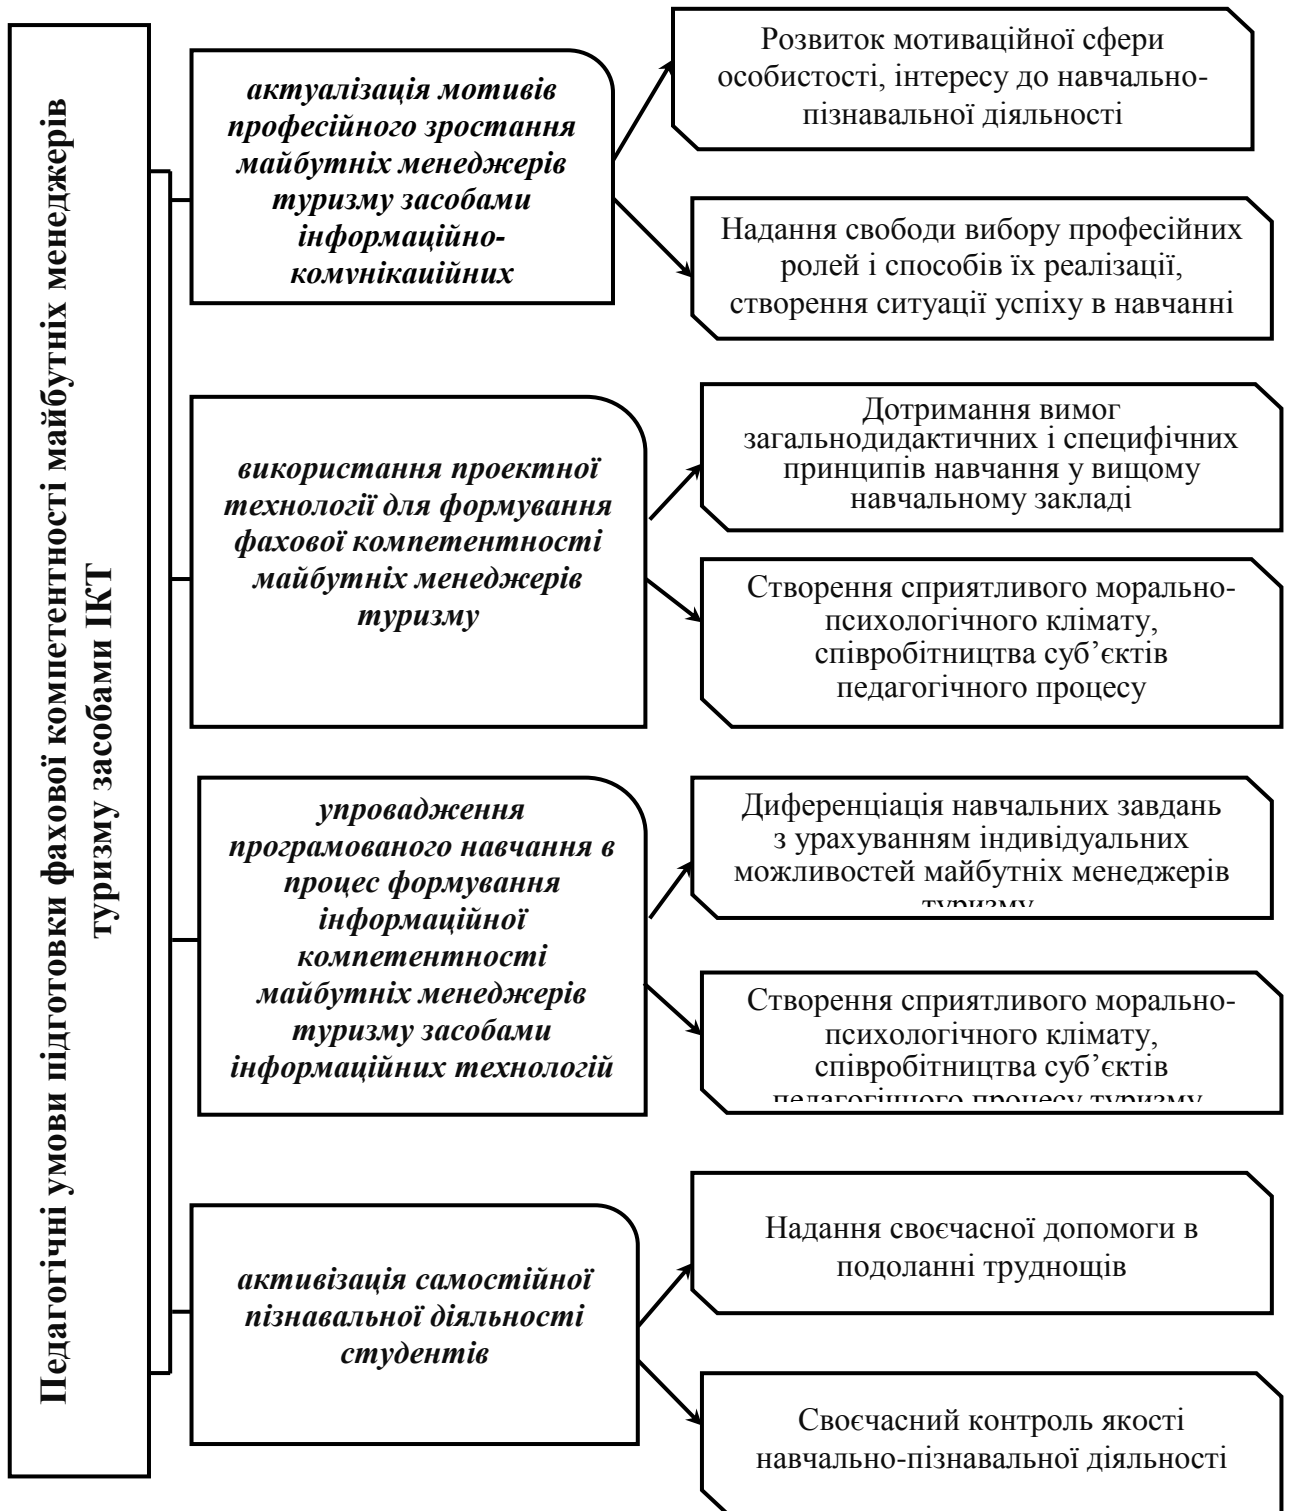 Педагогічні умови підготовки фахової компетентності майбутніх менеджерів
туризму засобами ІКТ
актуалізація мотивів
професійного зростання
майбутніх менеджерів
туризму засобами
інформаційно-
комунікаційних
Розвиток мотиваційної сфери
особистості, інтересу до навчально-
пізнавальної діяльності
Надання свободи вибору професійних
ролей і способів їх реалізації,
створення ситуації успіху в навчанні
використання проектної
технології для формування
фахової компетентності
майбутніх менеджерів
туризму
Дотримання вимог
загальнодидактичних і специфічних
принципів навчання у вищому
навчальному закладі
Створення сприятливого морально-
психологічного клімату,
співробітництва суб’єктів
педагогічного процесу
упровадження
програмованого навчання в
процес формування
інформаційної
компетентності
майбутніх менеджерів
туризму засобами
інформаційних технологій
Диференціація навчальних завдань
з урахуванням індивідуальних
можливостей майбутніх менеджерів
туризму
Створення сприятливого морально-
психологічного клімату,
співробітництва суб’єктів
педагогічного процесу туризму
активізація самостійної
пізнавальної діяльності
студентів
Надання своєчасної допомоги в
подоланні труднощів
Своєчасний контроль якості
навчально-пізнавальної діяльності